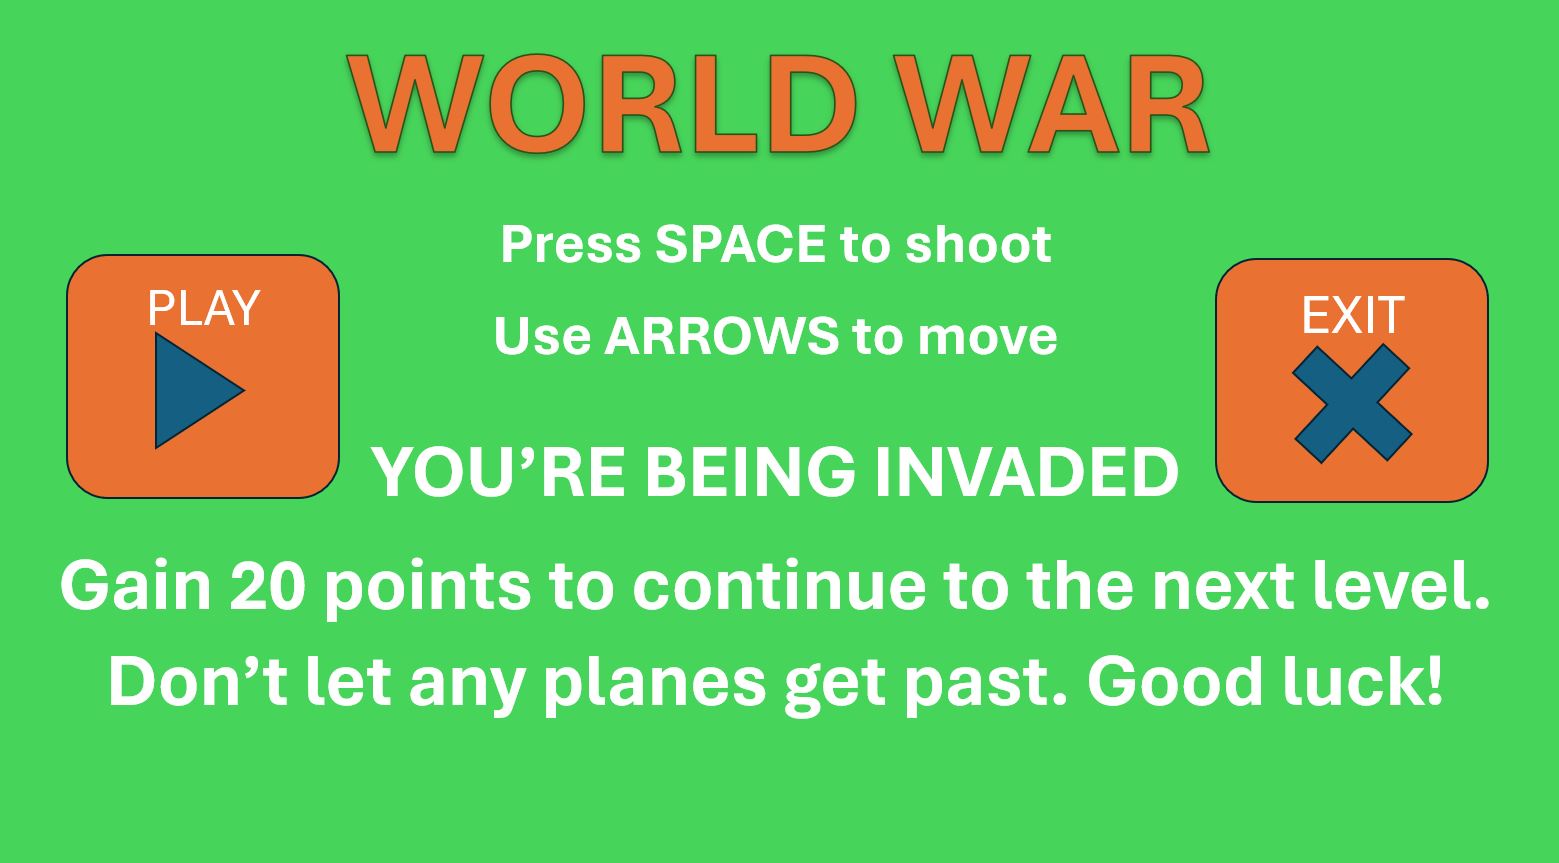 WORLD WAR
Press SPACE to shoot
Use ARROWS to move
PLAY
EXIT
YOU’RE BEING INVADED
Gain 20 points to continue to the next level.
Don’t let any planes get past. Good luck!